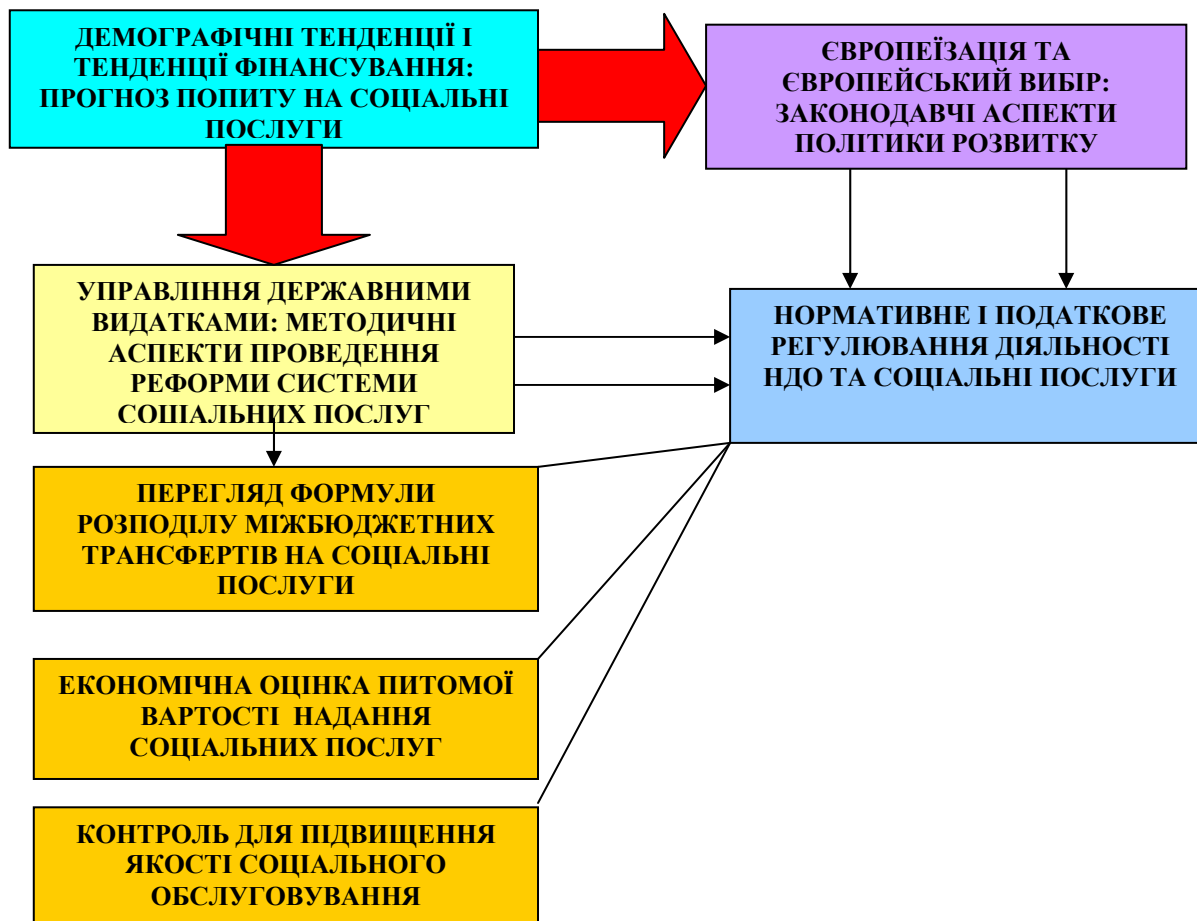 ДЕМОГРАФІЧНІ ТЕНДЕНЦІЇ І
ТЕНДЕНЦІЇ ФІНАНСУВАННЯ:
ПРОГНОЗ ПОПИТУ НА СОЦІАЛЬНІ
ПОСЛУГИ
ЄВРОПЕЇЗАЦІЯ ТА
ЄВРОПЕЙСЬКИЙ ВИБІР:
ЗАКОНОДАВЧІ АСПЕКТИ
ПОЛІТИКИ РОЗВИТКУ
УПРАВЛІННЯ ДЕРЖАВНИМИ
ВИДАТКАМИ: МЕТОДИЧНІ
АСПЕКТИ ПРОВЕДЕННЯ
РЕФОРМИ СИСТЕМИ
СОЦІАЛЬНИХ ПОСЛУГ
НОРМАТИВНЕ І ПОДАТКОВЕ
РЕГУЛЮВАННЯ ДІЯЛЬНОСТІ
НДО ТА СОЦІАЛЬНІ ПОСЛУГИ
ПЕРЕГЛЯД ФОРМУЛИ
РОЗПОДІЛУ МІЖБЮДЖЕТНИХ
ТРАНСФЕРТІВ НА СОЦІАЛЬНІ
ПОСЛУГИ
ЕКОНОМІЧНА ОЦІНКА ПИТОМОЇ
ВАРТОСТІ НАДАННЯ
СОЦІАЛЬНИХ ПОСЛУГ
КОНТРОЛЬ ДЛЯ ПІДВИЩЕННЯ
ЯКОСТІ СОЦІАЛЬНОГО
ОБСЛУГОВУВАННЯ